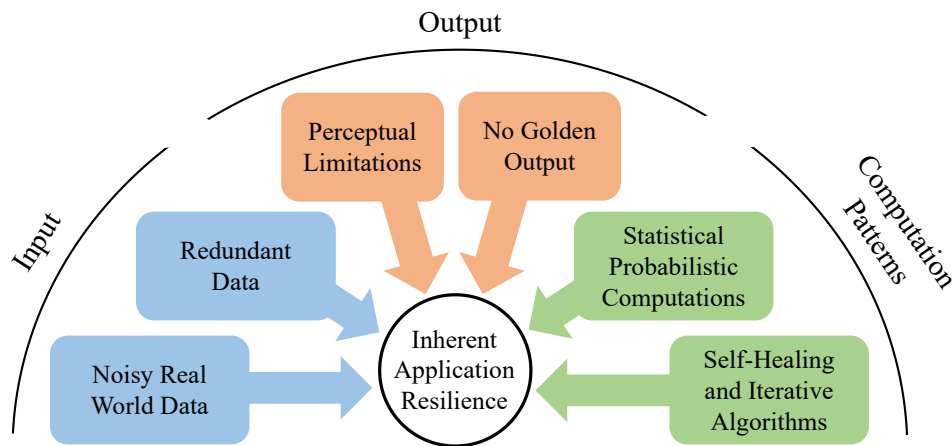 Output
Perceptual
Limitations
No Golden
Output
Input
Computation
Patterns
Redundant
Data
Statistical
Probabilistic
Computations
Noisy Real
World Data
Inherent
Application
Resilience
Self-Healing
and Iterative
Algorithms